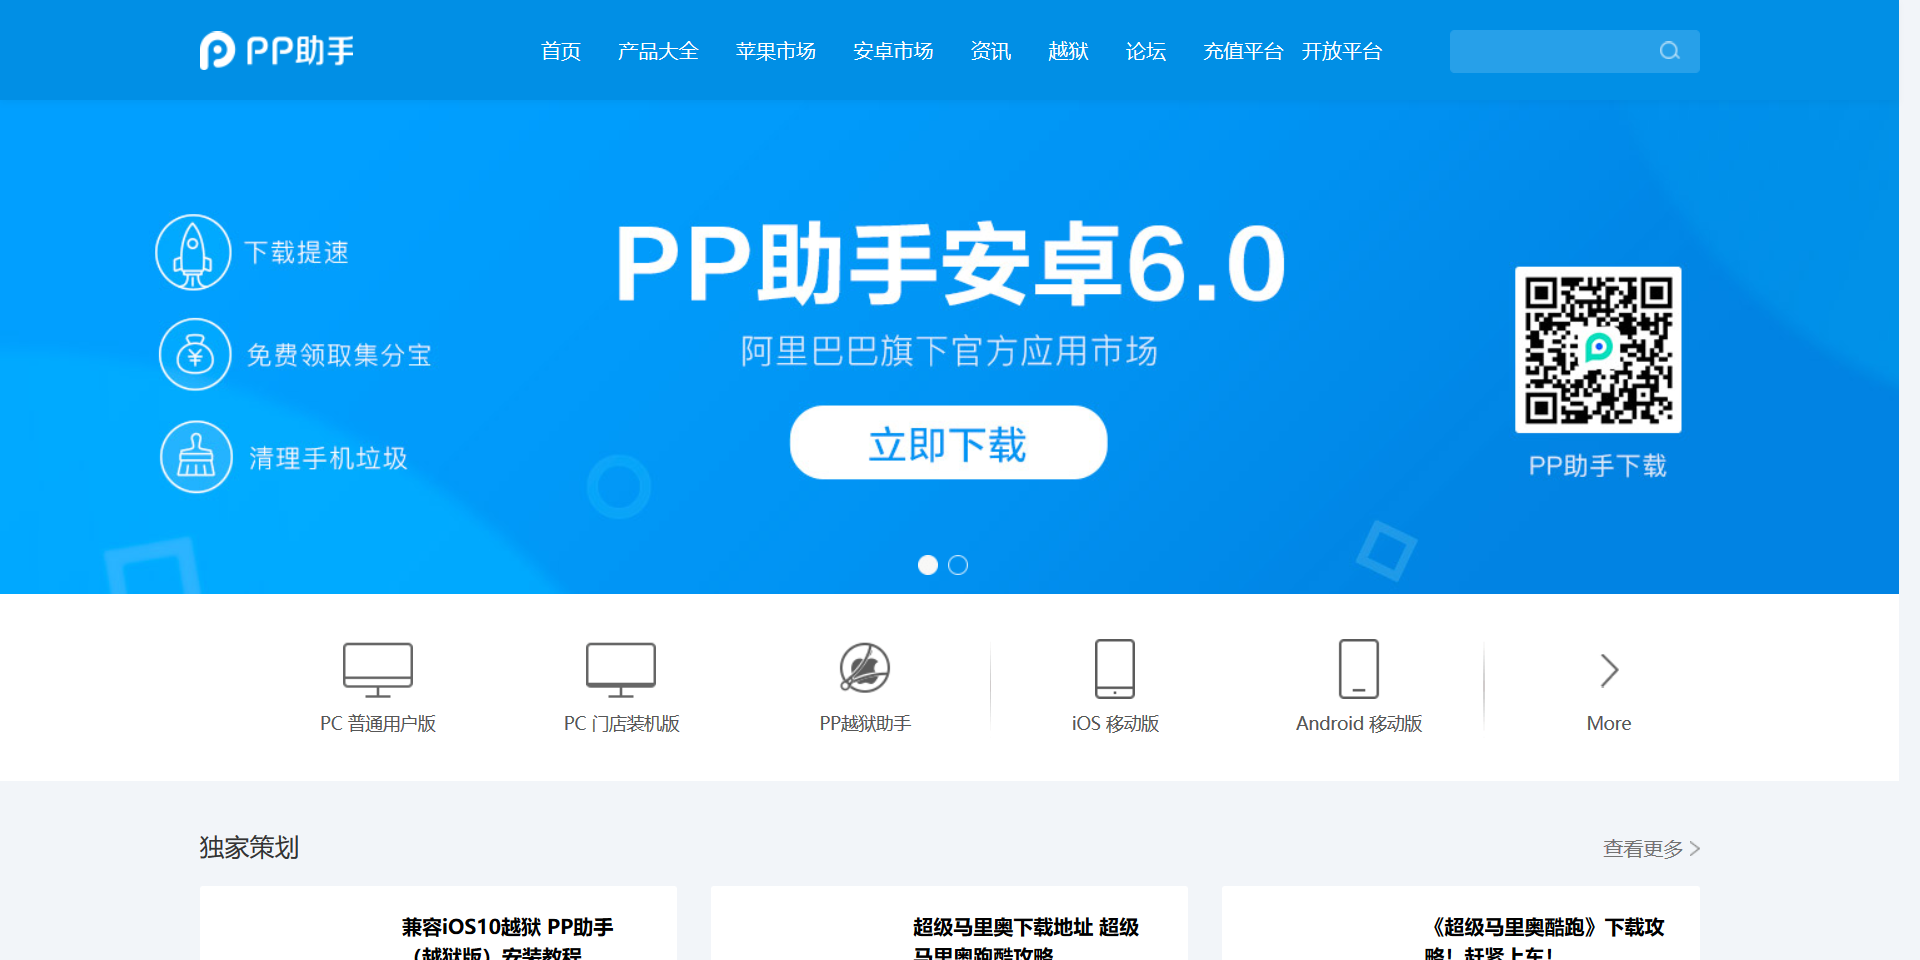 PP助手
首页 产品大全 苹果市场 安卓市场 资讯 越狱 论坛 充值平台 开放平台
下载提速
免费领取集分宝
清理手机垃圾
PP助手安卓6.0
阿里巴巴旗下官方应用市场
立即下载
PP助手下载
PC 普通用户版
PC 门店装机版
PP越狱助手
iOS 移动版
Android 移动版
More
独家策划
查看更多
兼容iOS10越狱 PP助手
（越狱版）安装教程
超级马里奥下载地址 超级
马里奥跑酷攻略
《超级马里奥酷跑》下载攻
略！赶紧上车！